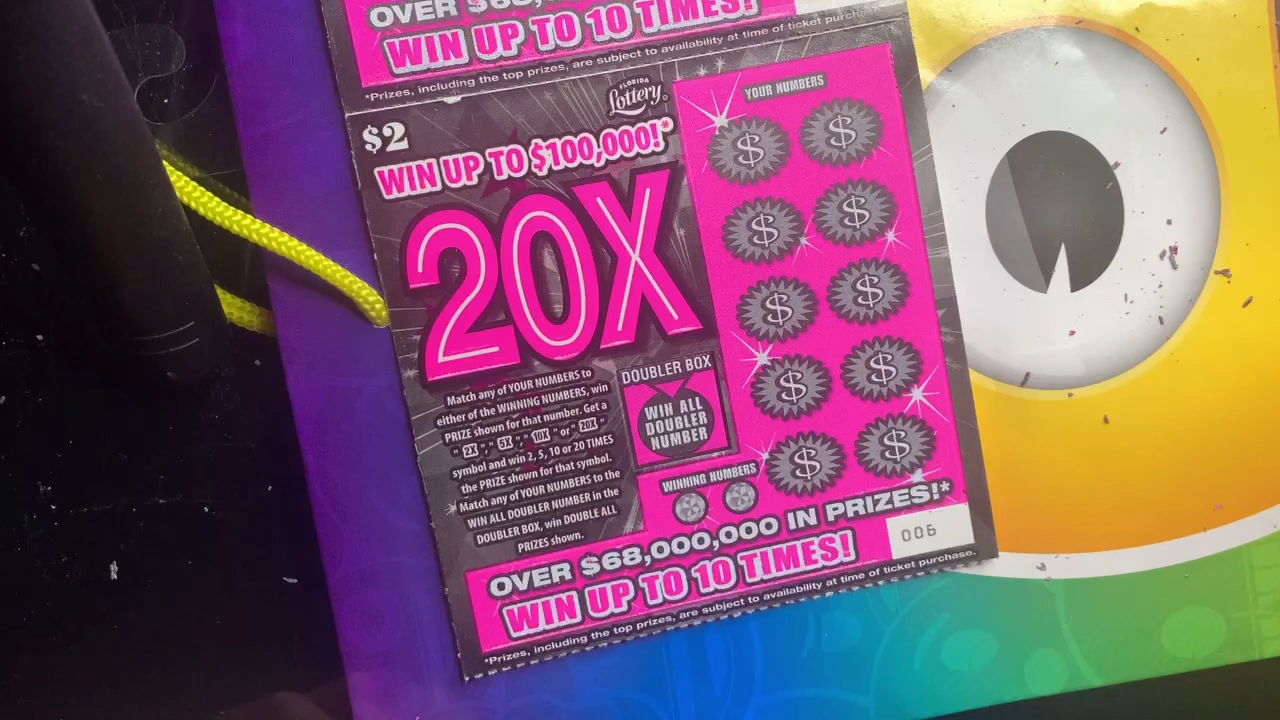 OVER $68,
WIN UP TO 10 TIMES!
*Prizes, including the top prizes, are subject to availability at time of ticket purchase.
FLORIDA
Lottery
$2
WIN UP TO $100,000!*
20X
YOUR NUMBERS
$ $
$ $
$ $
$ $
$ $
Match any of YOUR NUMBERS to
either of the WINNING NUMBERS, win
PRIZE shown for that number. Get a
"2X", "5X", "10X" or "20X"
symbol and win 2, 5, 10 or 20 TIMES
the PRIZE shown for that symbol.
Match any of YOUR NUMBERS to the
WIN ALL DOUBLER NUMBER in the
DOUBLER BOX, win DOUBLE ALL
PRIZES shown.
DOUBLER BOX
WIN ALL
DOUBLER
NUMBER
WINNING NUMBERS
OVER $68,000,000 IN PRIZES!*
WIN UP TO 10 TIMES!
006
*Prizes, including the top prizes, are subject to availability at time of ticket purchase.